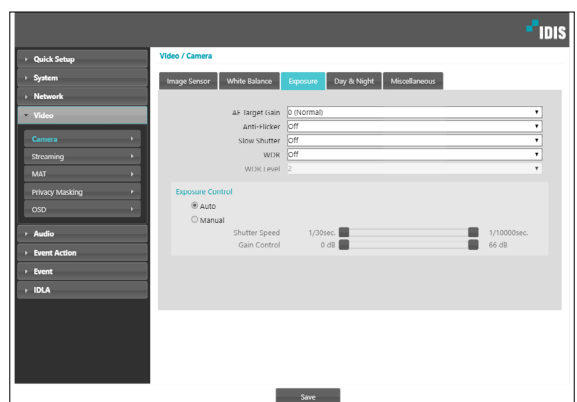 IDIS
Quick Setup
System
Network
Video
Camera
Streaming
MAT
Privacy Masking
OSD
Audio
Event Action
Event
IDLA
Video / Camera
Image Sensor White Balance Exposure Day & Night Miscellaneous
AE Target Gain 0 (Normal)
Anti-Flicker Off
Slow Shutter Off
WDR Off
WDR Level 2
Exposure Control
Auto
Manual
Shutter Speed 1/30sec. 1/10000sec.
Gain Control 0 dB 66 dB
Save